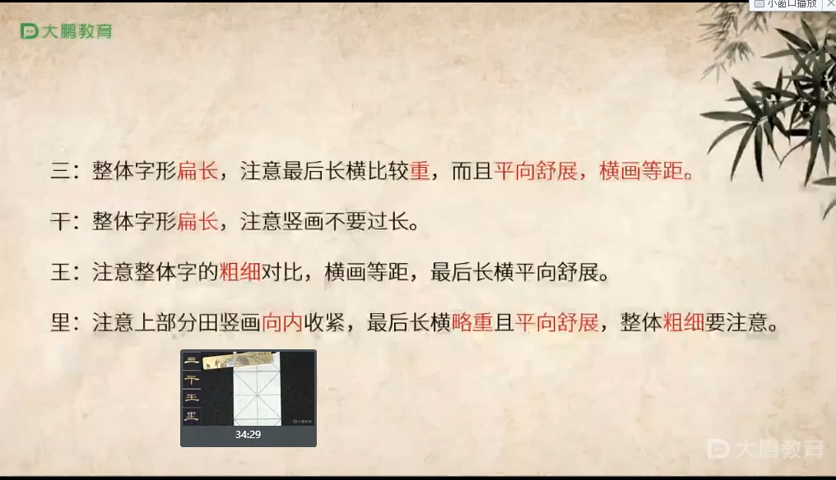 小窗口播放
大鹏教育
三：整体字形扁长，注意最后长横比较重，而且平向舒展，横画等距。
干：整体字形扁长，注意竖画不要过长。
王：注意整体字的粗细对比，横画等距，最后长横平向舒展。
里：注意上部分田竖画向内收紧，最后长横略重且平向舒展，整体粗细要注意。
三
干
王
里
34:29
大鹏教育